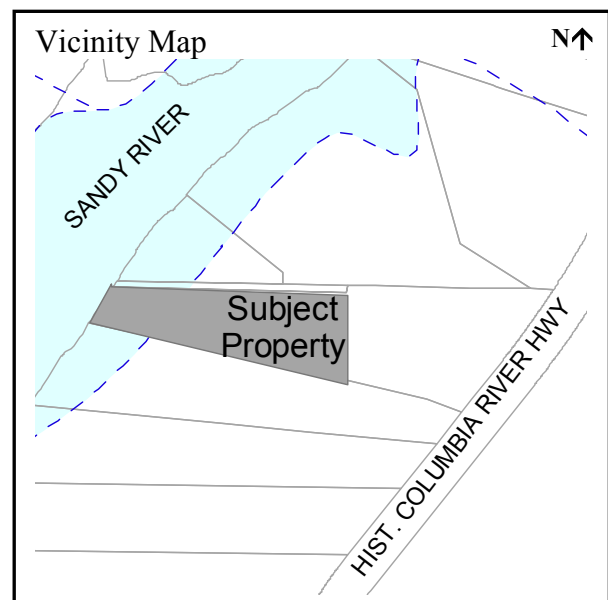 Vicinity Map
N↑
SANDY RIVER
Subject
Property
HIST. COLUMBIA RIVER HWY